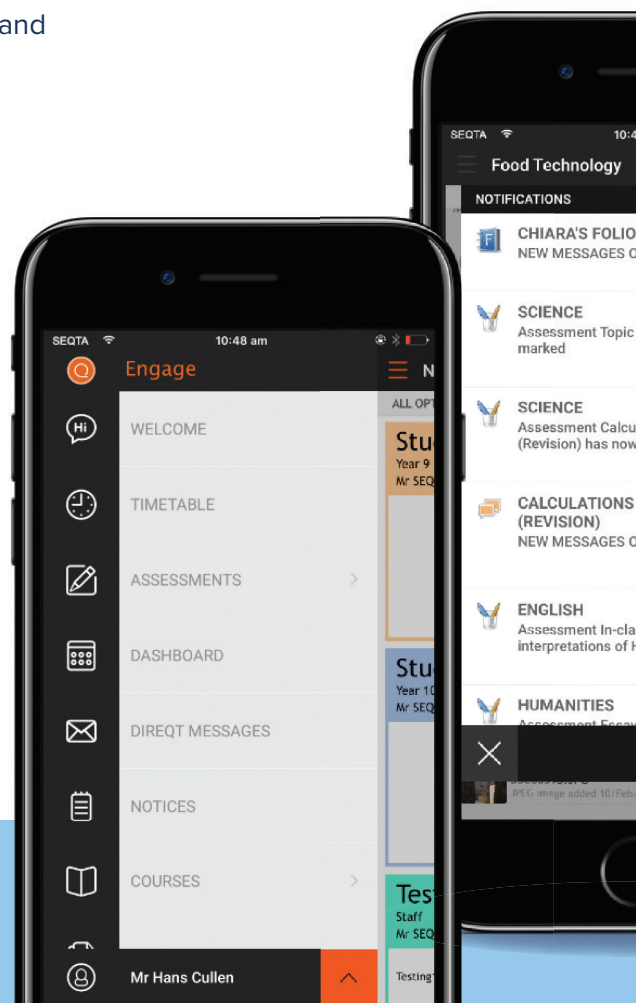 and
SEQTA
10:4
Food Technology
NOTIFICATIONS
CHIARA'S FOLIO
NEW MESSAGES O
SCIENCE
Assessment Topic
marked
SCIENCE
Assessment Calcu
(Revision) has now
CALCULATIONS
(REVISION)
NEW MESSAGES O
ENGLISH
Assessment In-cla
interpretations of H
HUMANITIES
Assessment Essay
JPEG image added 10/Feb
SEQTA
10:48 am
Engage
Hi
WELCOME
TIMETABLE
ASSESSMENTS
DASHBOARD
DIREQT MESSAGES
NOTICES
COURSES
Mr Hans Cullen
N
ALL OPT
Stu
Year 9
Mr SEQ
Stu
Year 10
Mr SEQ
Tes
Staff
Mr SEQ
Testing